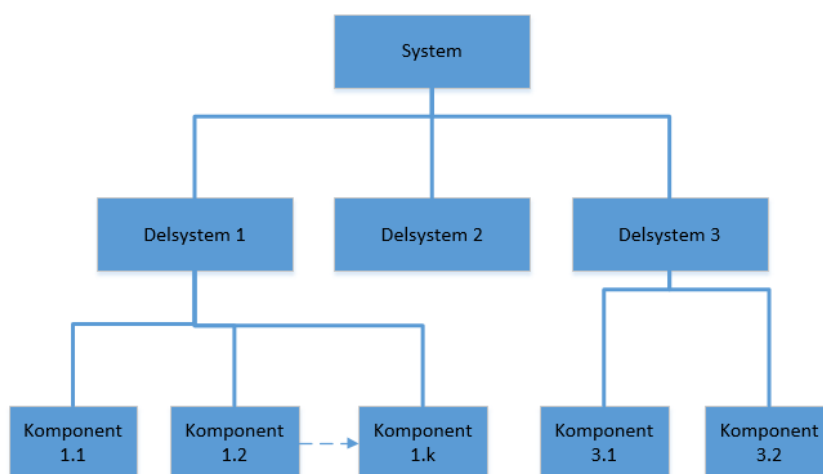 System
Delsystem 1
Delsystem 2
Delsystem 3
Komponent
1.1
Komponent
1.2
Komponent
1.k
Komponent
3.1
Komponent
3.2